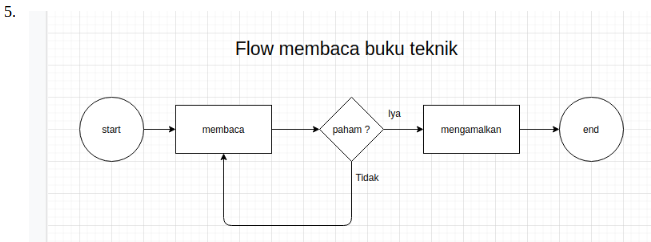 5.
Flow membaca buku teknik
start
membaca
paham ?
Iya
mengamalkan
end
Tidak